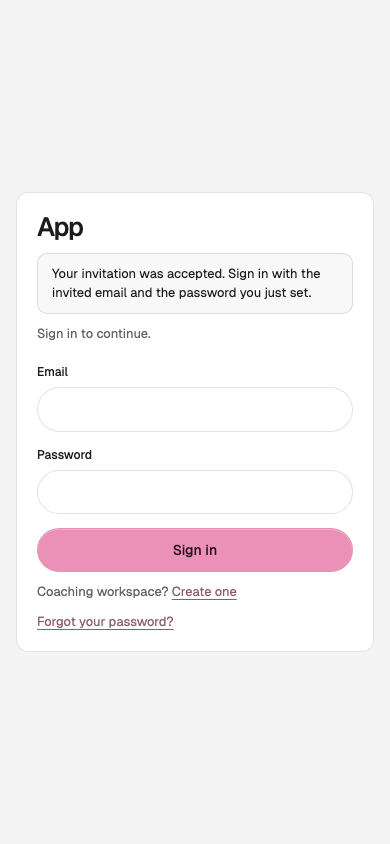 App
Your invitation was accepted. Sign in with the
invited email and the password you just set.
Sign in to continue.
Email
Password
Sign in
Coaching workspace? Create one
Forgot your password?